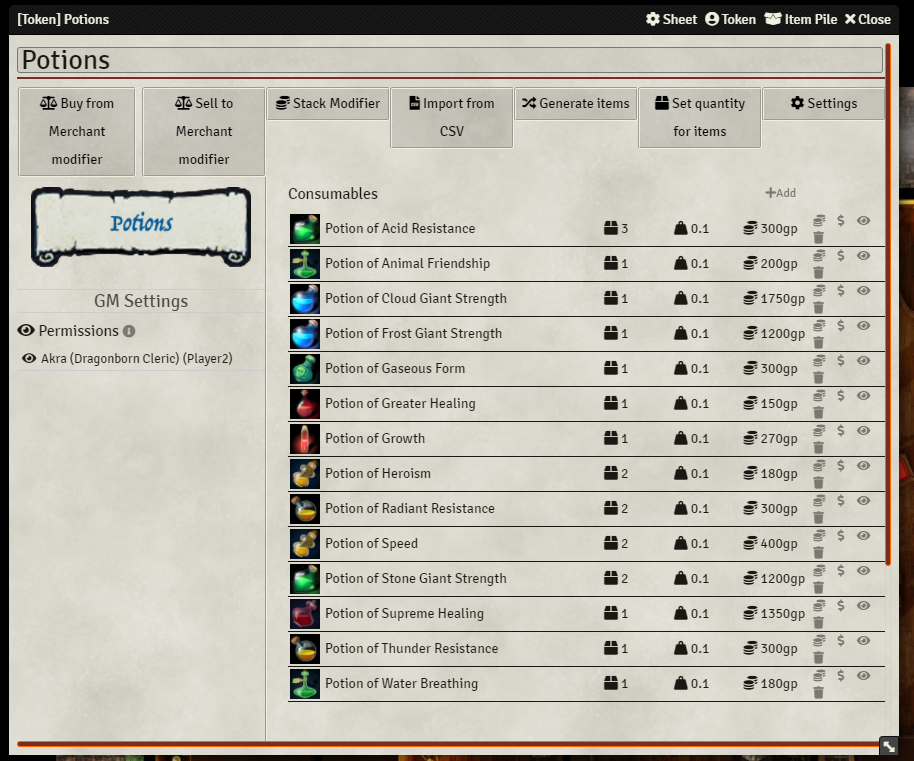 [Token] Potions Sheet Token Item Pile Close
Potions
Buy from Merchant modifier
Sell to Merchant modifier
Stack Modifier
Import from CSV
Generate items
Set quantity for items
Settings
Potions
GM Settings
Permissions
Akra (Dragonborn Cleric) (Player2)
Consumables +Add
Potion of Acid Resistance 3 0.1 300gp $
Potion of Animal Friendship 1 0.1 200gp $
Potion of Cloud Giant Strength 1 0.1 1750gp $
Potion of Frost Giant Strength 1 0.1 1200gp $
Potion of Gaseous Form 1 0.1 300gp $
Potion of Greater Healing 1 0.1 150gp $
Potion of Growth 1 0.1 270gp $
Potion of Heroism 2 0.1 180gp $
Potion of Radiant Resistance 2 0.1 300gp $
Potion of Speed 2 0.1 400gp $
Potion of Stone Giant Strength 2 0.1 1200gp $
Potion of Supreme Healing 1 0.1 1350gp $
Potion of Thunder Resistance 1 0.1 300gp $
Potion of Water Breathing 1 0.1 180gp $